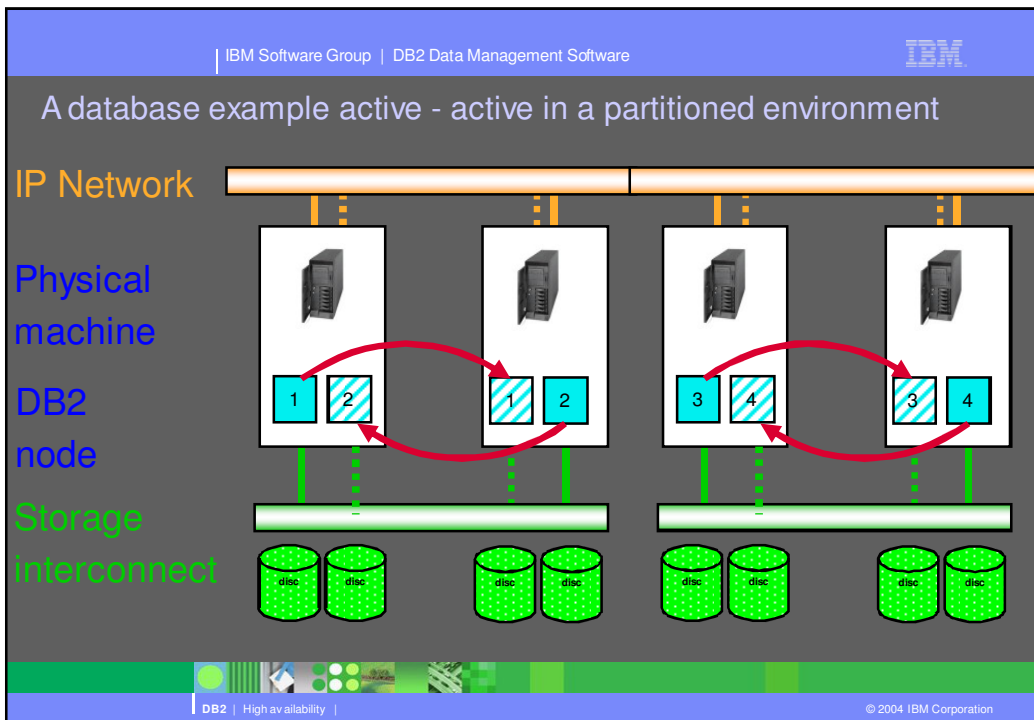 IBM Software Group | DB2 Data Management Software
IBM
A database example active - active in a partitioned environment
IP Network
Physical
machine
DB2
node
1 2 1 2 3 4 3 4
Storage
interconnect
disc disc disc disc disc disc disc disc
DB2 | High availability |
© 2004 IBM Corporation